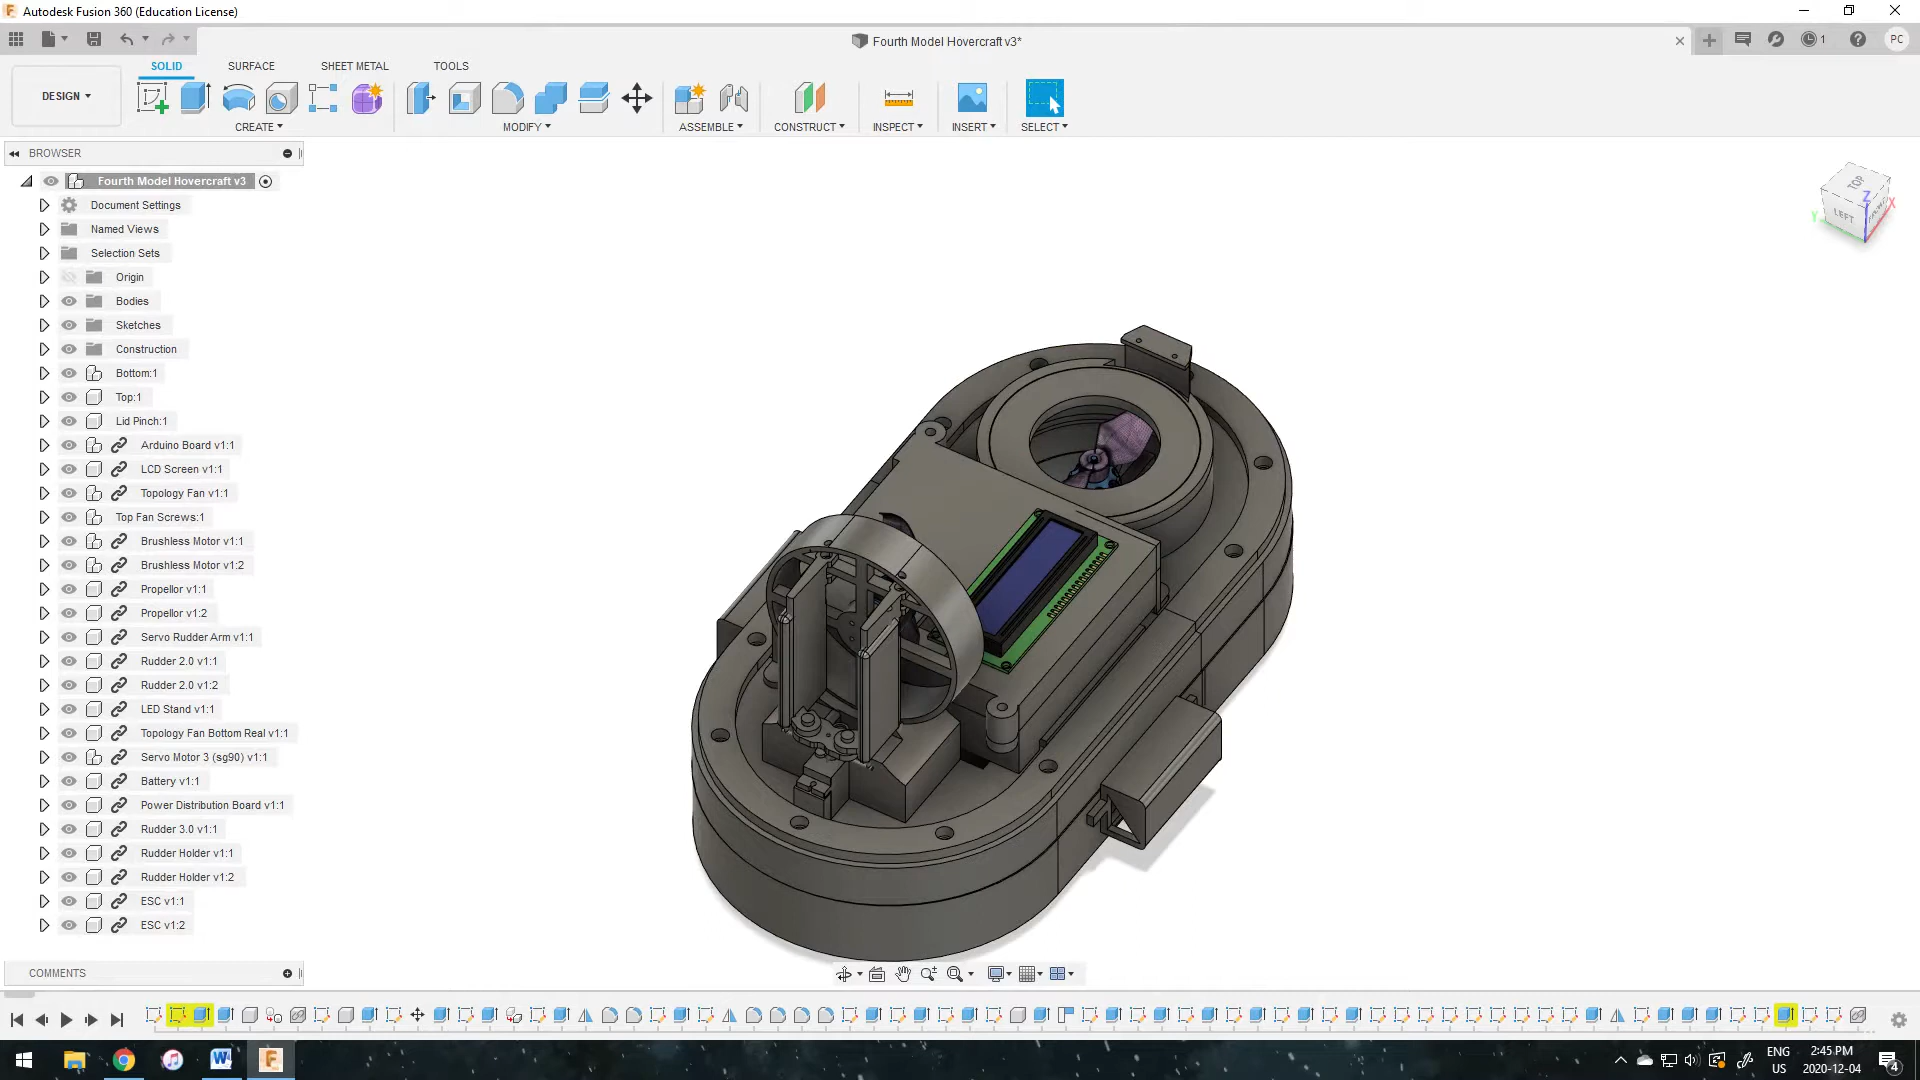 Autodesk Fusion 360 (Education License)
Fourth Model Hovercraft v3*
1
PC
DESIGN
SOLID
SURFACE
SHEET METAL
TOOLS
CREATE
MODIFY
ASSEMBLE
CONSTRUCT
INSPECT
INSERT
SELECT
BROWSER
Fourth Model Hovercraft v3
Document Settings
Named Views
Selection Sets
Origin
Bodies
Sketches
Construction
Bottom:1
Top:1
Lid Pinch:1
Arduino Board v1:1
LCD Screen v1:1
Topology Fan v1:1
Top Fan Screws:1
Brushless Motor v1:1
Brushless Motor v1:2
Propellor v1:1
Propellor v1:2
Servo Rudder Arm v1:1
Rudder 2.0 v1:1
Rudder 2.0 v1:2
LED Stand v1:1
Topology Fan Bottom Real v1:1
Servo Motor 3 (sg90) v1:1
Battery v1:1
Power Distribution Board v1:1
Rudder 3.0 v1:1
Rudder Holder v1:1
Rudder Holder v1:2
ESC v1:1
ESC v1:2
TOP
LEFT
Z
X
Y
COMMENTS
ENG
US
2:45 PM
2020-12-04
4